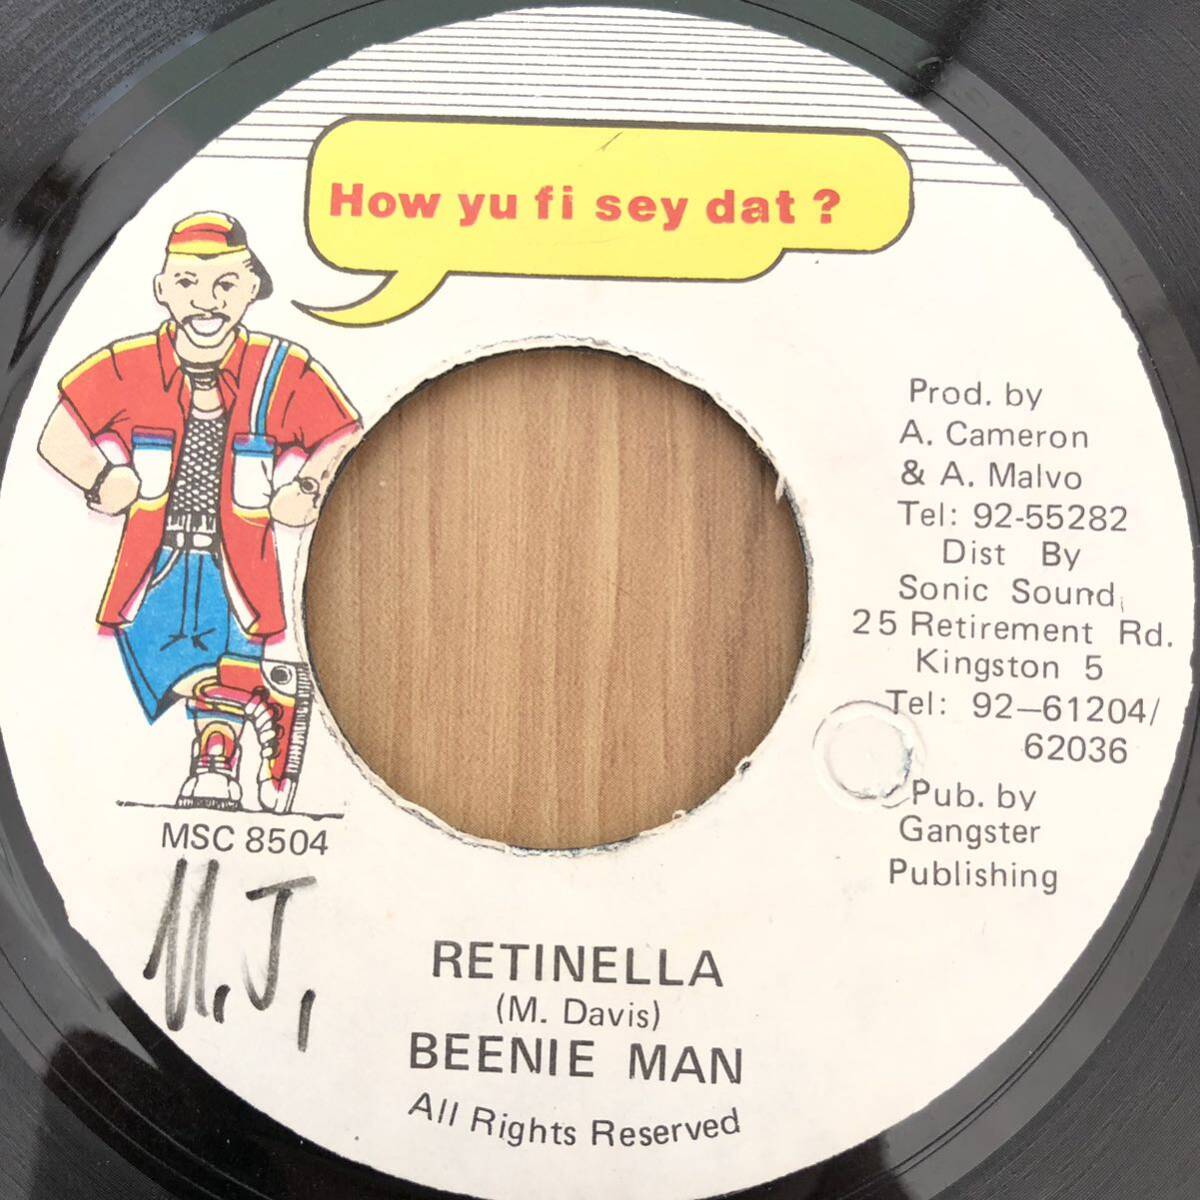 How yu fi sey dat ?
Prod. by
A. Cameron
& A. Malvo
Tel: 92-55282
Dist By
Sonic Sound
25 Retirement Rd.
Kingston 5
Tel: 92—61204/
62036
Pub. by
Gangster
Publishing
MSC 8504
M.J.
RETINELLA
(M. Davis)
BEENIE MAN
All Rights Reserved